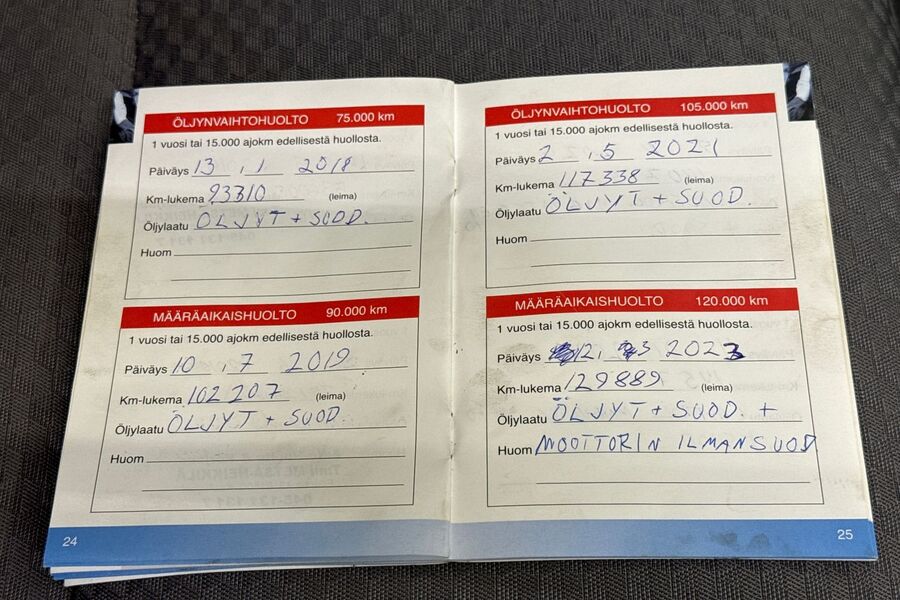 ÖLJYNVAIHTOHUOLTO 75.000 km
1 vuosi tai 15.000 ajokm edellisestä huollosta.
Päiväys 13 . 1 2018
Km-lukema 93310 (leima)
Öljylaatu ÖLJYT + SUOD.
Huom
MÄÄRÄAIKAISHUOLTO 90.000 km
1 vuosi tai 15.000 ajokm edellisestä huollosta.
Päiväys 10 . 7 2019
Km-lukema 102207 (leima)
Öljylaatu ÖLJYT + SUOD.
Huom
24
ÖLJYNVAIHTOHUOLTO 105.000 km
1 vuosi tai 15.000 ajokm edellisestä huollosta.
Päiväys 2 . 5 2021
Km-lukema 117338 (leima)
Öljylaatu ÖLJYT + SUOD.
Huom
MÄÄRÄAIKAISHUOLTO 120.000 km
1 vuosi tai 15.000 ajokm edellisestä huollosta.
Päiväys 12. 3 2023
Km-lukema 129889 (leima)
Öljylaatu ÖLJYT + SUOD. +
Huom MOOTTORIN ILMANSUOD
25